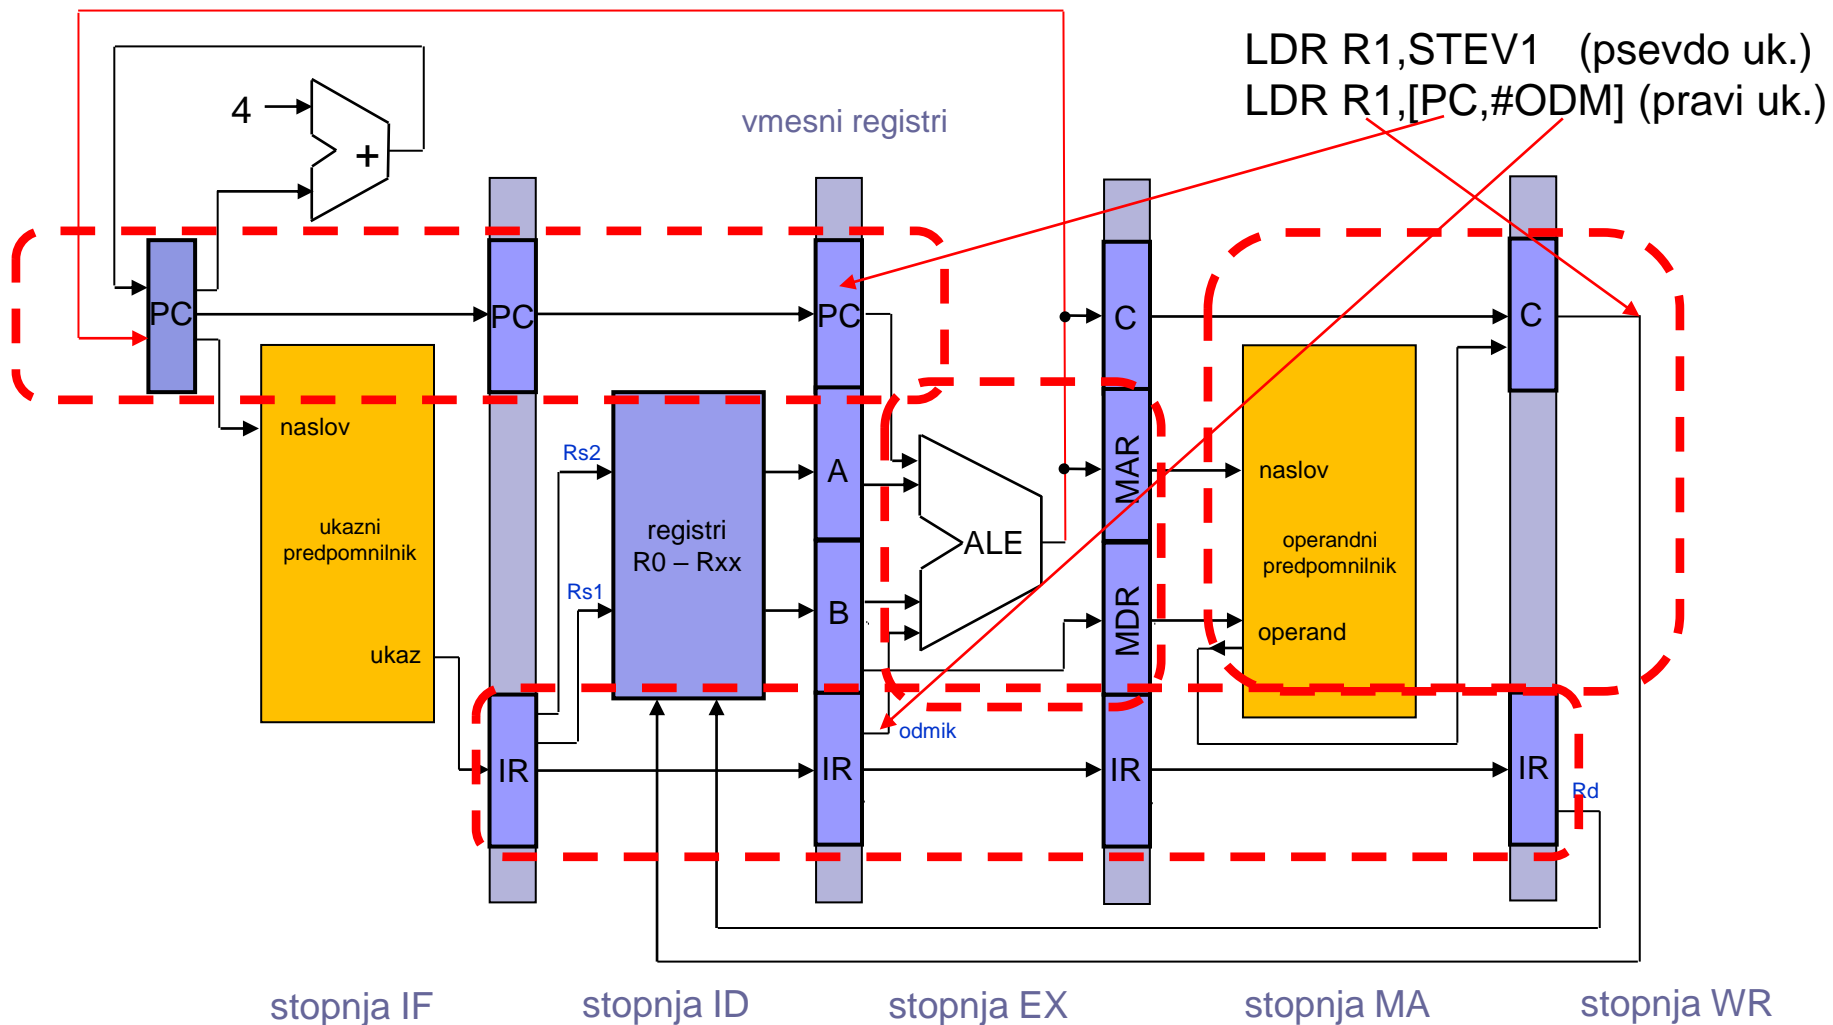 LDR R1,STEV1 (psevdo uk.)
LDR R1,[PC,#ODM] (pravi uk.)
vmesni registri
4
+
PC
PC
PC
C
C
naslov
ukazni
predpomnilnik
ukaz
Rs2
Rs1
registri
R0 – Rxx
A
B
ALE
MAR
MDR
naslov
operandni
predpomnilnik
operand
odmik
IR
IR
IR
IR
Rd
stopnja IF
stopnja ID
stopnja EX
stopnja MA
stopnja WR